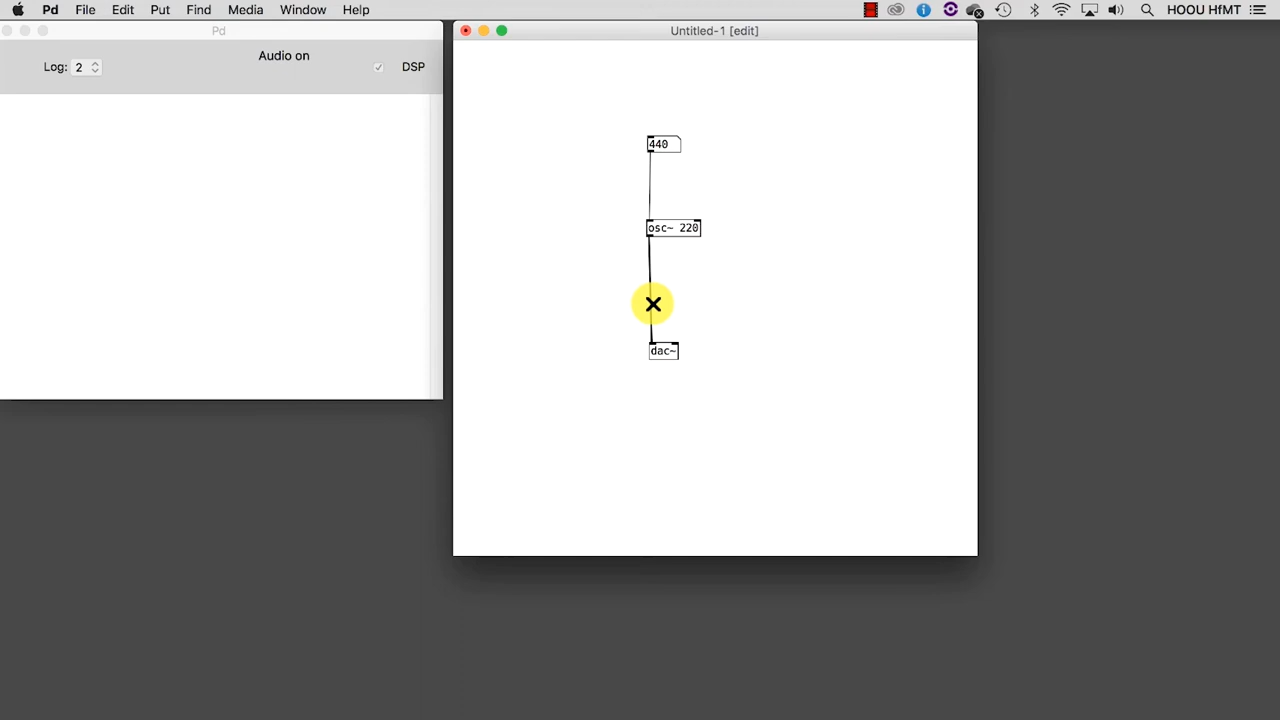 Pd File Edit Put Find Media Window Help HOOU HfMT
Pd
Audio on
Log: 2 DSP
Untitled-1 [edit]
440
osc~ 220
dac~